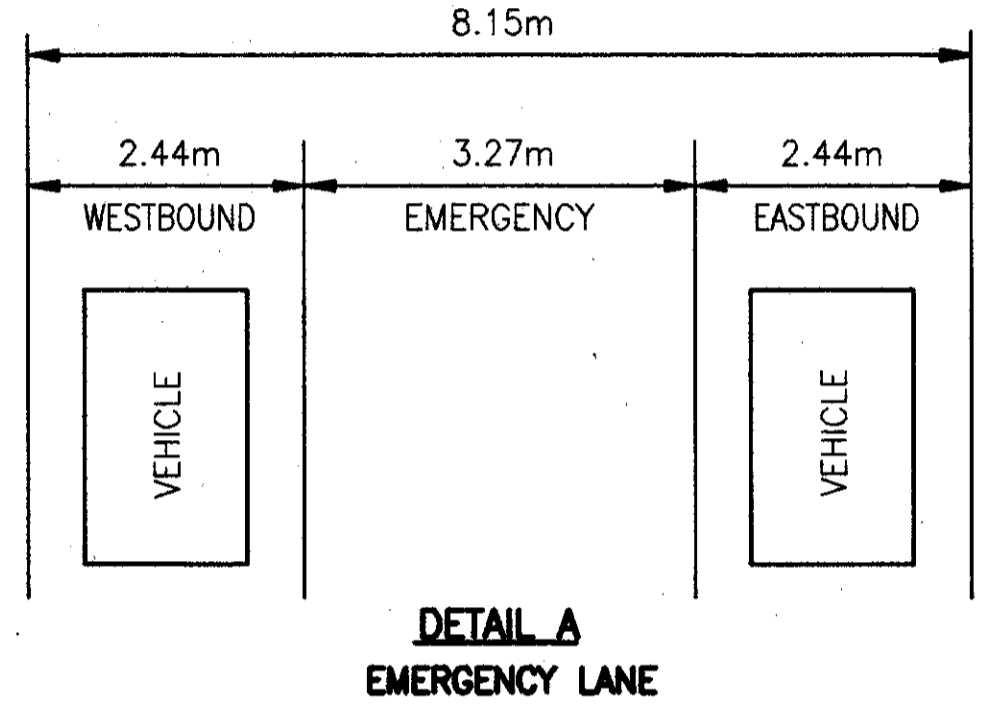 8.15m
2.44m 3.27m 2.44m
WESTBOUND EMERGENCY EASTBOUND
VEHICLE VEHICLE
DETAIL A
EMERGENCY LANE